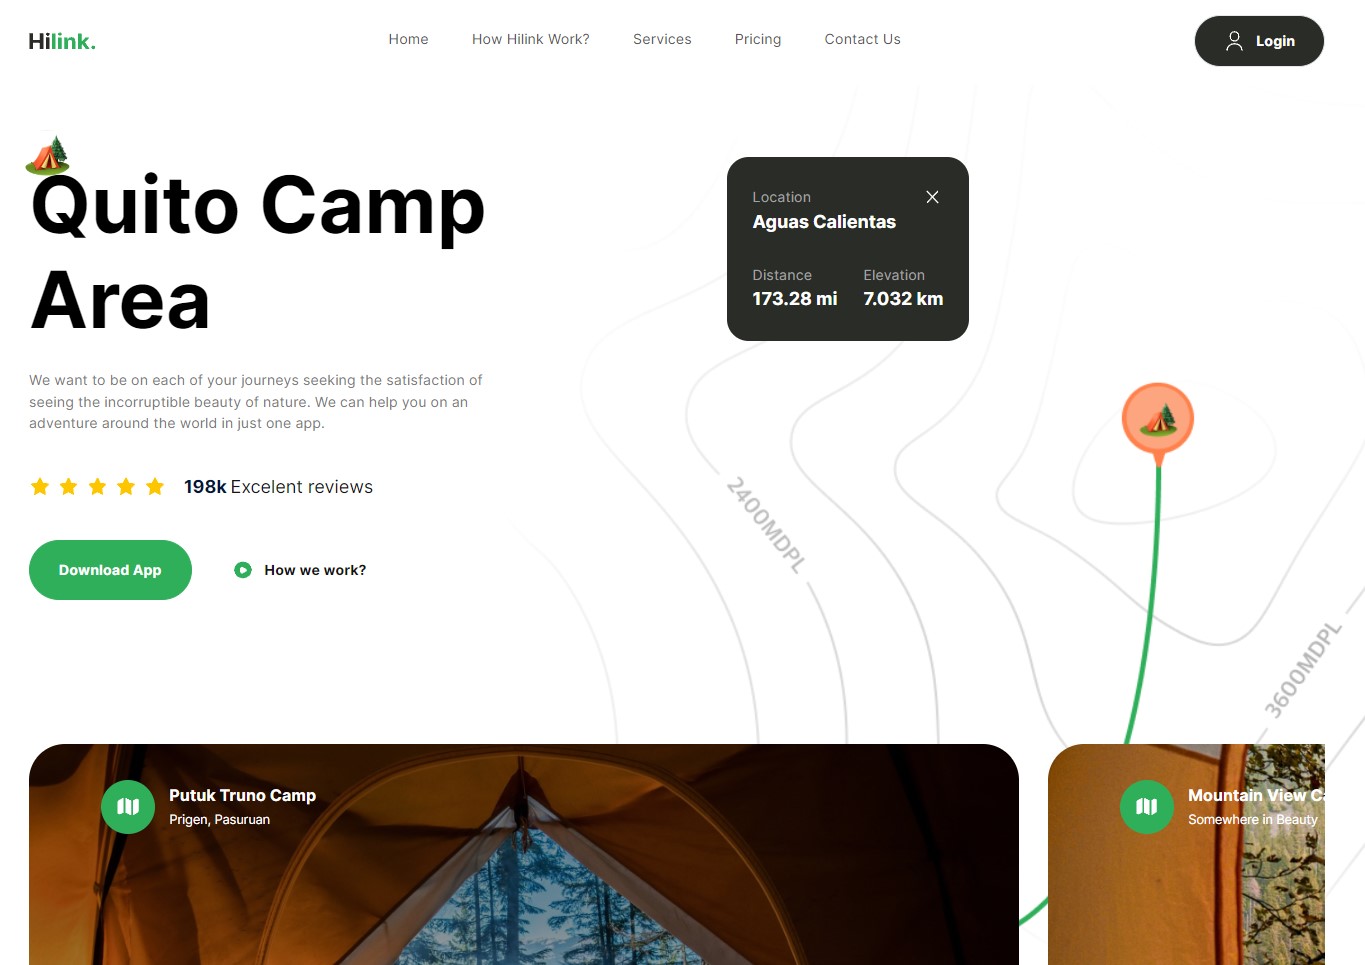 Hilink.
Home
How Hilink Work?
Services
Pricing
Contact Us
Login
Quito Camp
Area
Location
Aguas Calientas
Distance
Elevation
173.28 mi
7.032 km
We want to be on each of your journeys seeking the satisfaction of
seeing the incorruptible beauty of nature. We can help you on an
adventure around the world in just one app.
198k Excelent reviews
Download App
How we work?
2400MDPL
3600MDPL
Putuk Truno Camp
Prigen, Pasuruan
Mountain View
Somewhere in Beauty